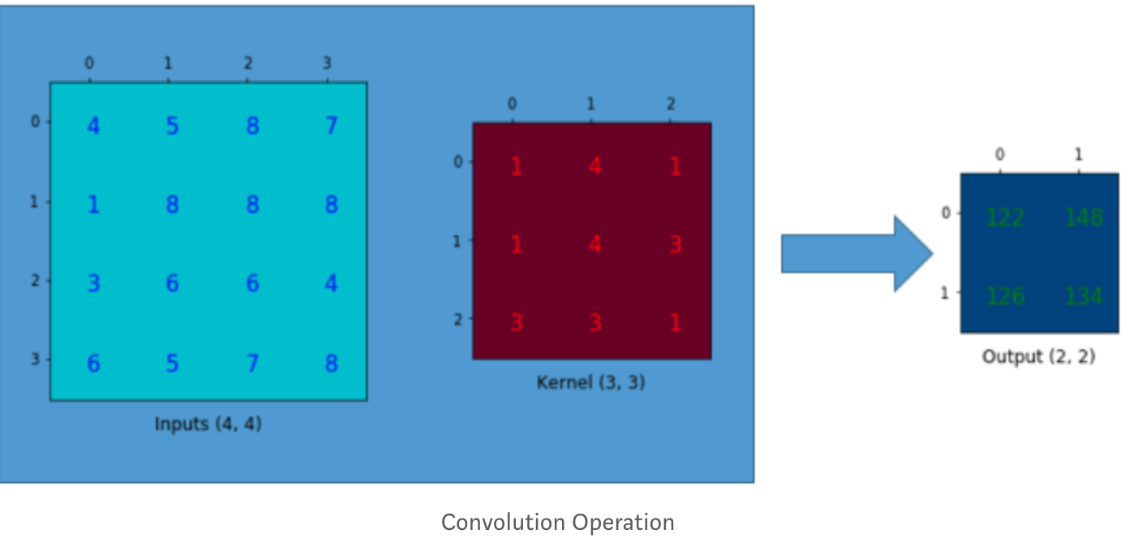 0 1 2 3
0 4 5 8 7
1 1 8 8 8
2 3 6 6 4
3 6 5 7 8
Inputs (4, 4)
0 1 2
0 1 4 1
1 1 4 3
2 3 3 1
Kernel (3, 3)
0 1
0 122 148
1 126 134
Output (2, 2)
Convolution Operation